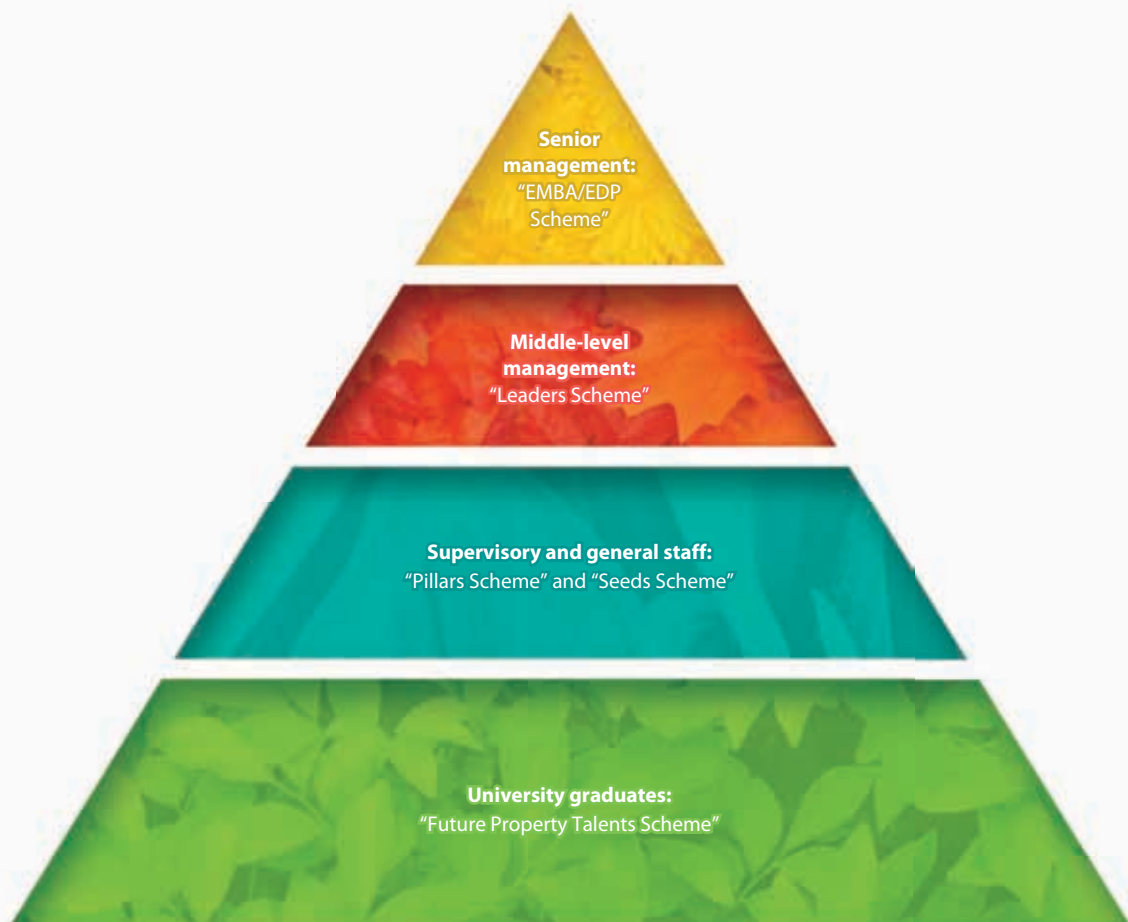 Senior
management:
“EMBA/EDP
Scheme”
Middle-level
management:
“Leaders Scheme”
Supervisory and general staff:
“Pillars Scheme” and “Seeds Scheme”
University graduates:
“Future Property Talents Scheme”